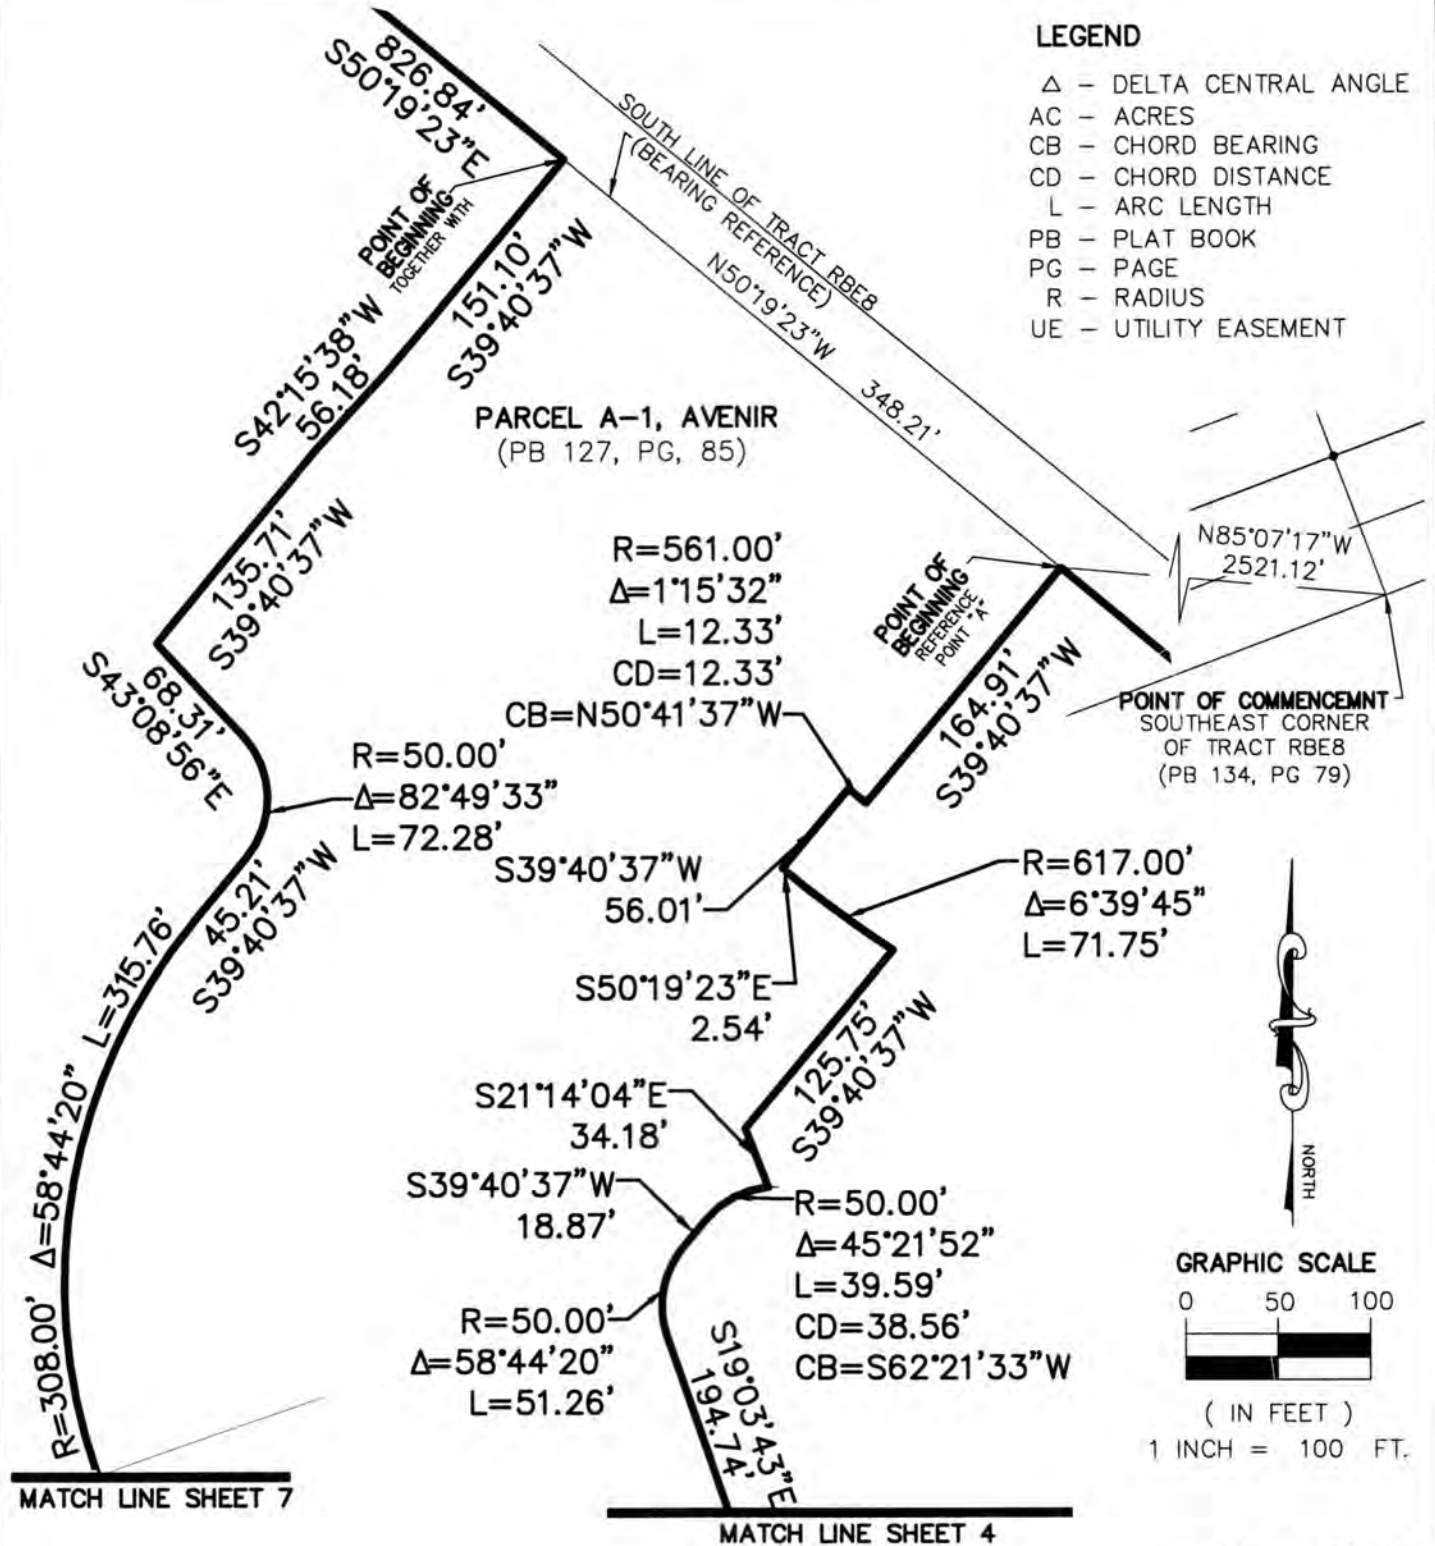 LEGEND
Δ – DELTA CENTRAL ANGLE
AC – ACRES
CB – CHORD BEARING
CD – CHORD DISTANCE
L – ARC LENGTH
PB – PLAT BOOK
PG – PAGE
R – RADIUS
UE – UTILITY EASEMENT
826.84'
S50°19'23"E
SOUTH LINE OF TRACT RBE8
(BEARING REFERENCE)
POINT OF
BEGINNING
TOGETHER WITH
N50°19'23"W
348.21'
151.10'
S39°40'37"W
S42°15'38"W
56.18'
PARCEL A–1, AVENIR
(PB 127, PG, 85)
135.71'
S39°40'37"W
N85°07'17"W
2521.12'
R=561.00'
Δ=1°15'32"
L=12.33'
CD=12.33'
CB=N50°41'37"W
POINT OF
BEGINNING
REFERENCE
POINT "A"
164.91'
S39°40'37"W
POINT OF COMMENCEMNT
SOUTHEAST CORNER
OF TRACT RBE8
(PB 134, PG 79)
68.31'
S43°08'56"E
R=50.00'
Δ=82°49'33"
L=72.28'
S39°40'37"W
56.01'
R=617.00'
Δ=6°39'45"
L=71.75'
45.21'
S39°40'37"W
S50°19'23"E
2.54'
125.75'
S39°40'37"W
R=308.00' Δ=58°44'20" L=315.76'
S21°14'04"E
34.18'
S39°40'37"W
18.87'
R=50.00'
Δ=45°21'52"
L=39.59'
CD=38.56'
CB=S62°21'33"W
R=50.00'
Δ=58°44'20"
L=51.26'
S19°03'43"E
194.74'
NORTH
GRAPHIC SCALE
0 50 100
( IN FEET )
1 INCH = 100 FT.
MATCH LINE SHEET 7
MATCH LINE SHEET 4